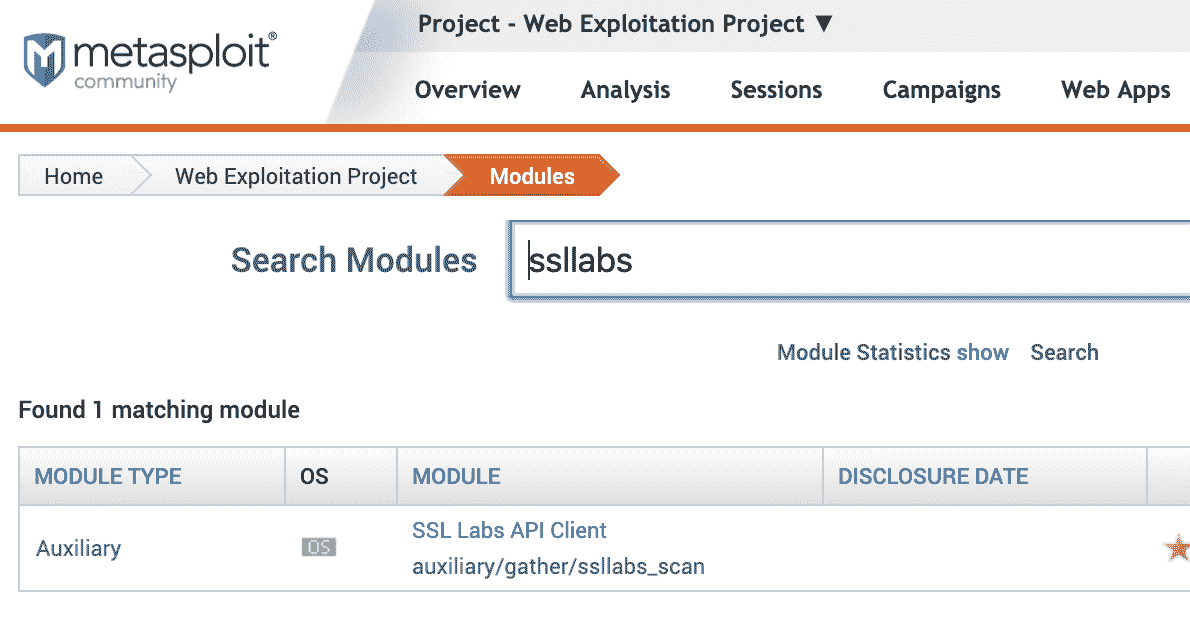 Project - Web Exploitation Project ▼
metasploit®
community
Overview Analysis Sessions Campaigns Web Apps
Home Web Exploitation Project Modules
Search Modules ssllabs
Module Statistics show Search
Found 1 matching module
MODULE TYPE OS MODULE DISCLOSURE DATE
SSL Labs API Client
Auxiliary OS
auxiliary/gather/ssllabs_scan